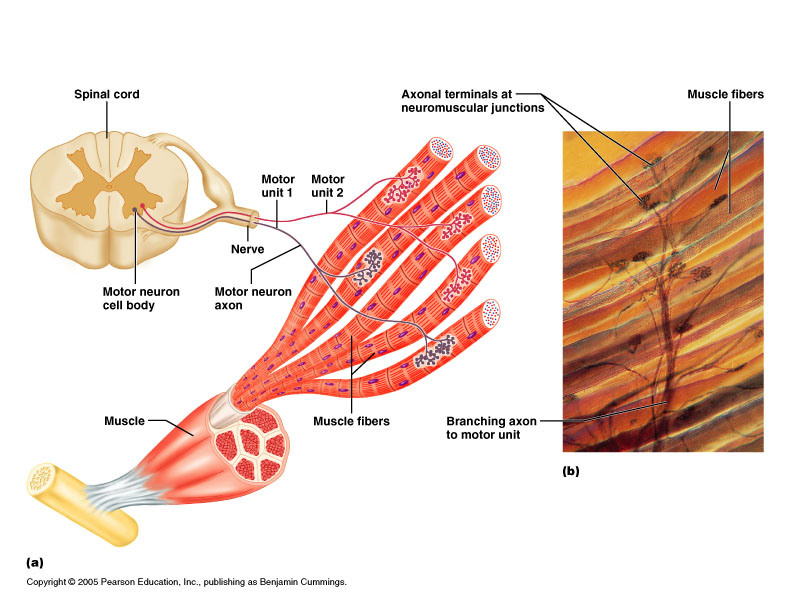 Spinal cord
Axonal terminals at
neuromuscular junctions
Muscle fibers
Motor
unit 1
Motor
unit 2
Nerve
Motor neuron
cell body
Motor neuron
axon
Muscle
Muscle fibers
Branching axon
to motor unit
(b)
(a)
Copyright © 2005 Pearson Education, Inc., publishing as Benjamin Cummings.